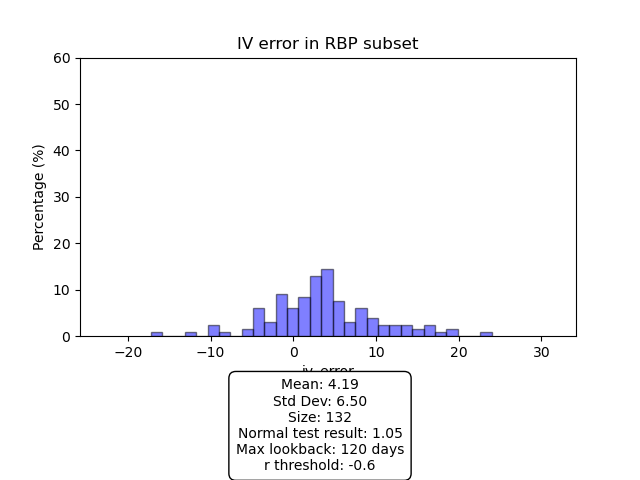 IV error in RBP subset
60
50
40
30
20
10
0
Percentage (%)
−20
−10
0
10
20
30
iv_error
Mean: 4.19
Std Dev: 6.50
Size: 132
Normal test result: 1.05
Max lookback: 120 days
r threshold: -0.6